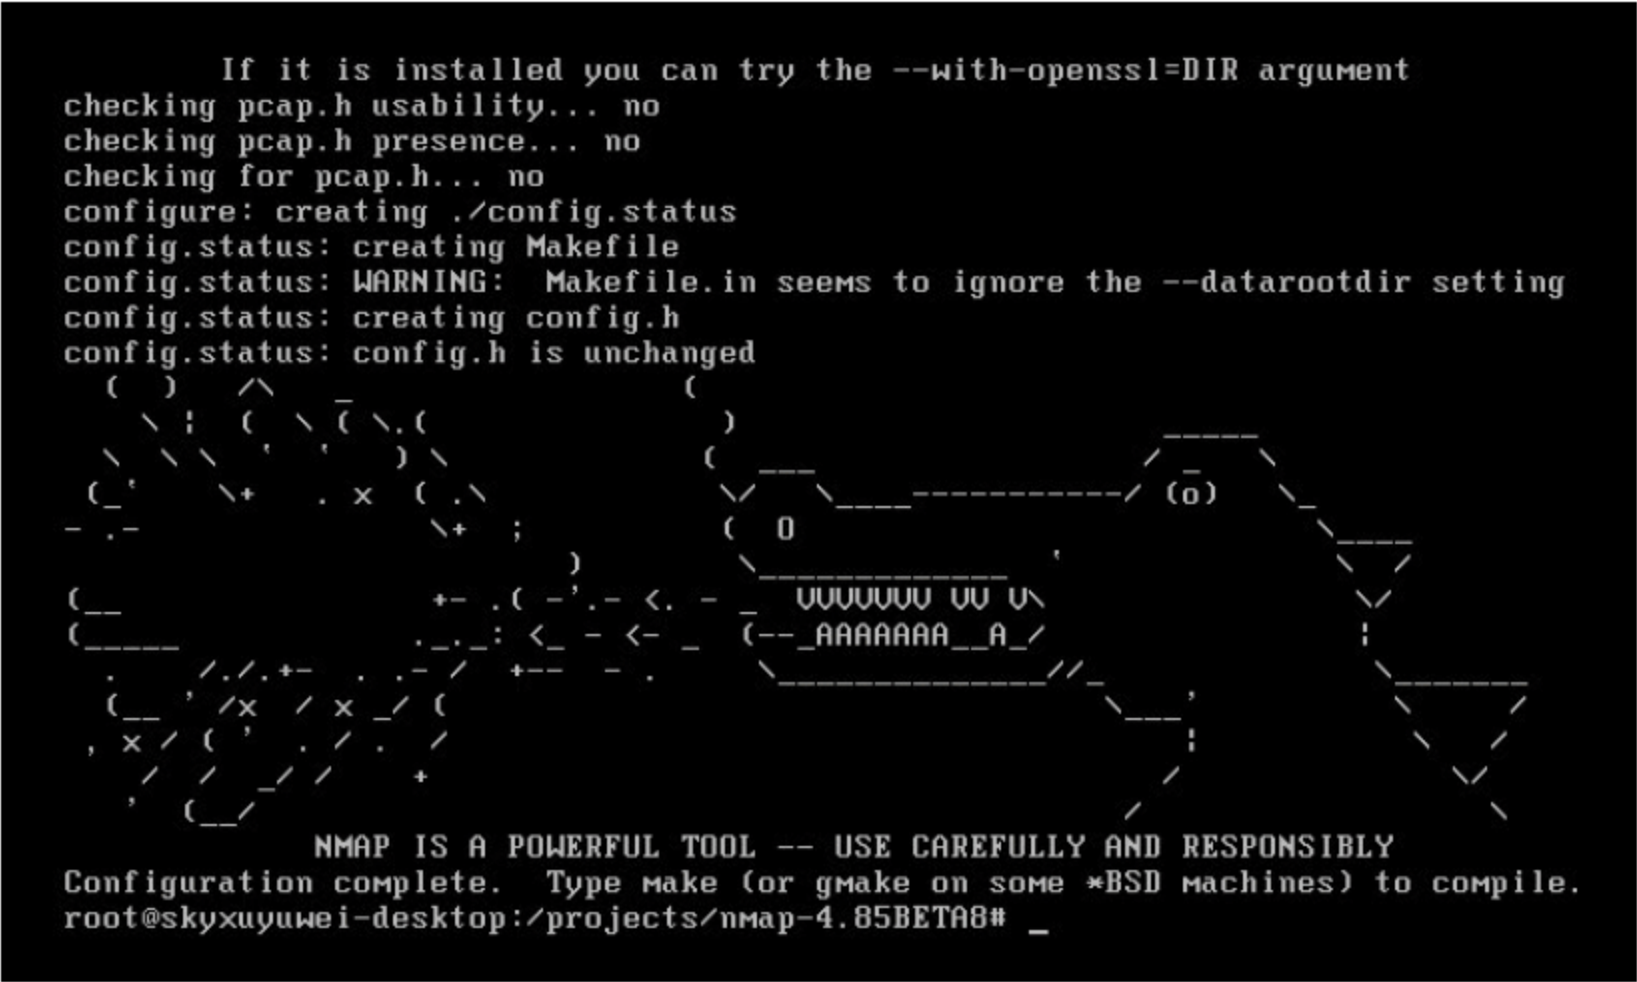 If it is installed you can try the --with-openssl=DIR argument
checking pcap.h usability... no
checking pcap.h presence... no
checking for pcap.h... no
configure: creating ./config.status
config.status: creating Makefile
config.status: WARNING:  Makefile.in seems to ignore the --datarootdir setting
config.status: creating config.h
config.status: config.h is unchanged
NMAP IS A POWERFUL TOOL -- USE CAREFULLY AND RESPONSIBLY
Configuration complete.  Type make (or gmake on some *BSD machines) to compile.
root@skyxuyuwei-desktop:/projects/nmap-4.85BETA8# _